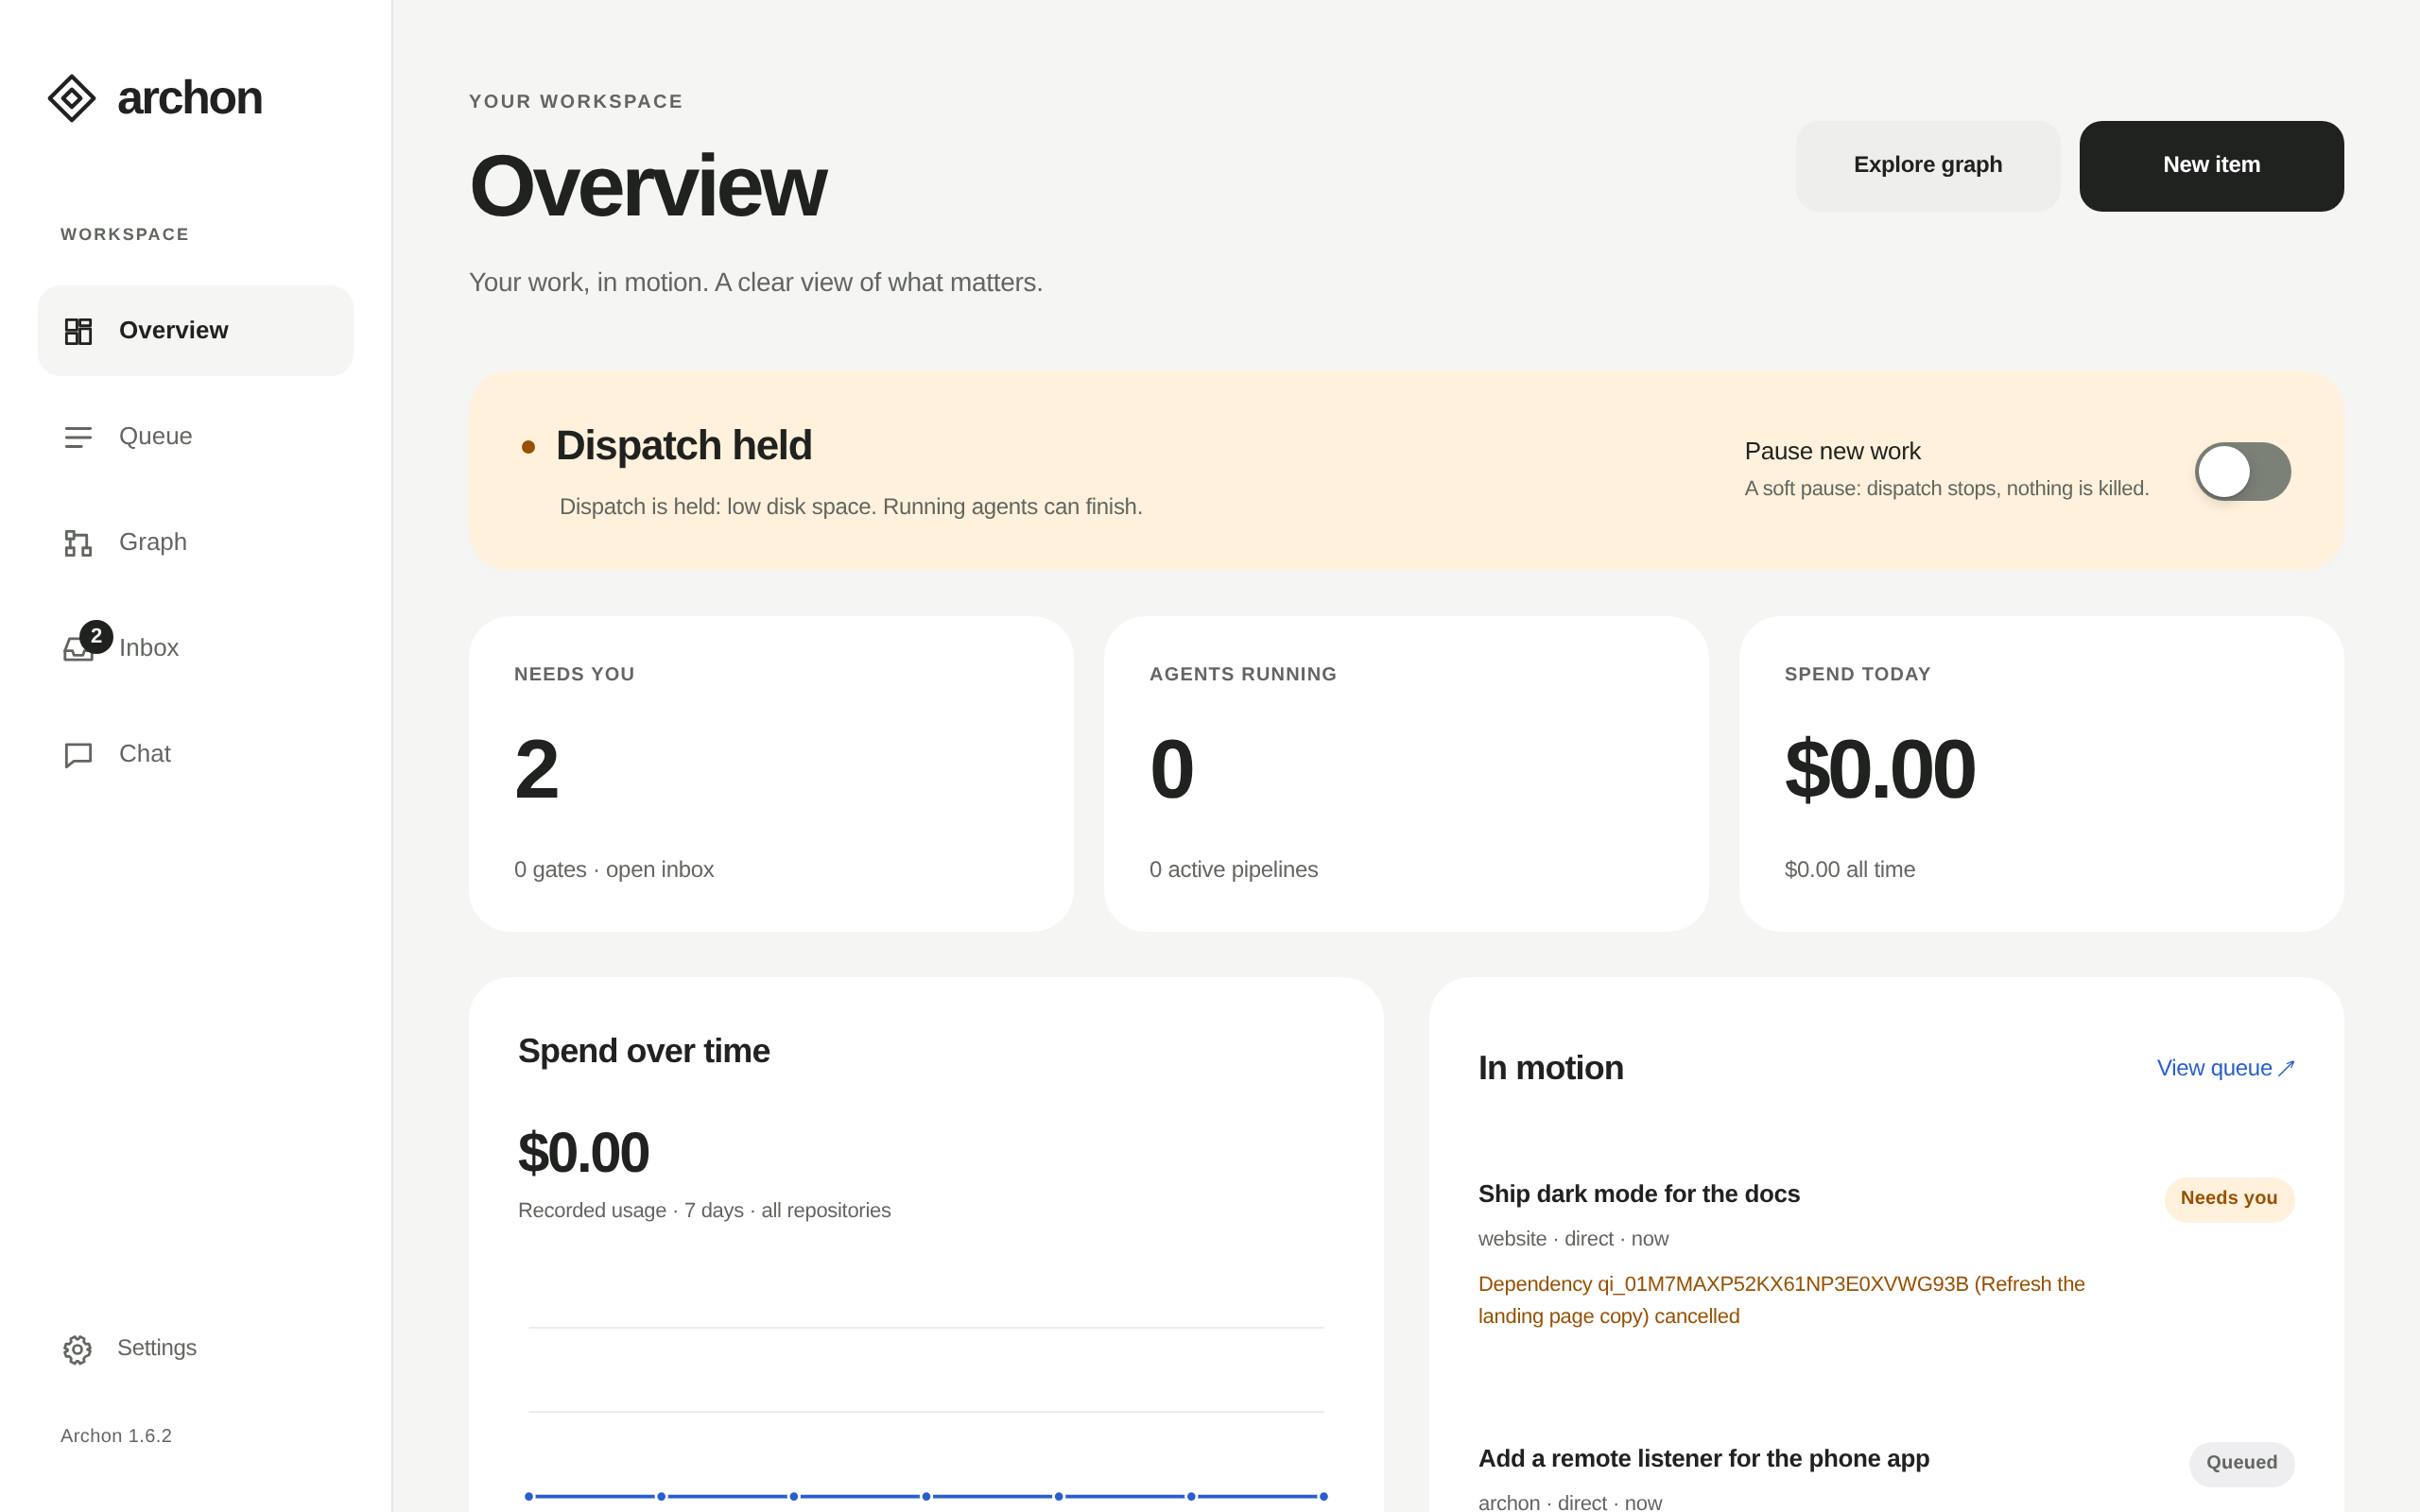 archon
WORKSPACE
Overview
Queue
Graph
2
Inbox
Chat
Settings
Archon 1.6.2
YOUR WORKSPACE
Overview
Your work, in motion. A clear view of what matters.
Explore graph
New item
Dispatch held
Dispatch is held: low disk space. Running agents can finish.
Pause new work
A soft pause: dispatch stops, nothing is killed.
NEEDS YOU
2
0 gates · open inbox
AGENTS RUNNING
0
0 active pipelines
SPEND TODAY
$0.00
$0.00 all time
Spend over time
$0.00
Recorded usage · 7 days · all repositories
In motion
View queue ↗
Ship dark mode for the docs
Needs you
website · direct · now
Dependency qi_01M7MAXP52KX61NP3E0XVWG93B (Refresh the
landing page copy) cancelled
Add a remote listener for the phone app
Queued
archon · direct · now